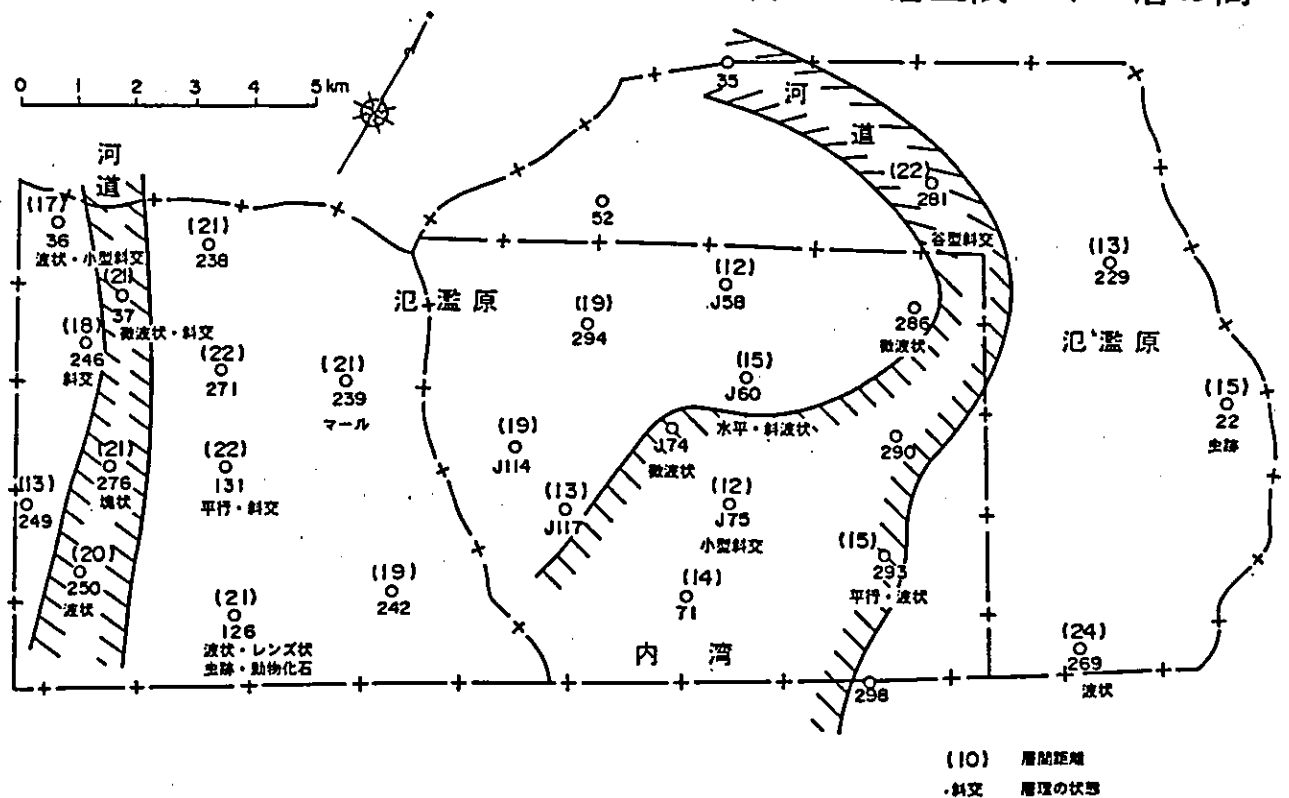 0 1 2 3 4 5 km
河
道
35
河
道
(22)
281
谷型斜交
(17)
36
波状・小型斜交
(21)
238
52
(21)
37
微波状・斜交
(13)
229
(12)
J58
氾濫原
(19)
294
286
微波状
氾濫原
(18)
246
斜交
(22)
271
(21)
239
マール
(15)
J60
(15)
22
虫跡
水平・斜波状
J74
微波状
290
(19)
J114
(21)
276
塊状
(22)
131
平行・斜交
(13)
249
(13)
J117
(12)
J75
小型斜交
(15)
293
平行・波状
(20)
250
波状
(19)
242
(14)
71
(21)
126
波状・レンズ状
虫跡・動物化石
内湾
(24)
269
波状
298
(10) 層間距離
・斜交 層理の状態